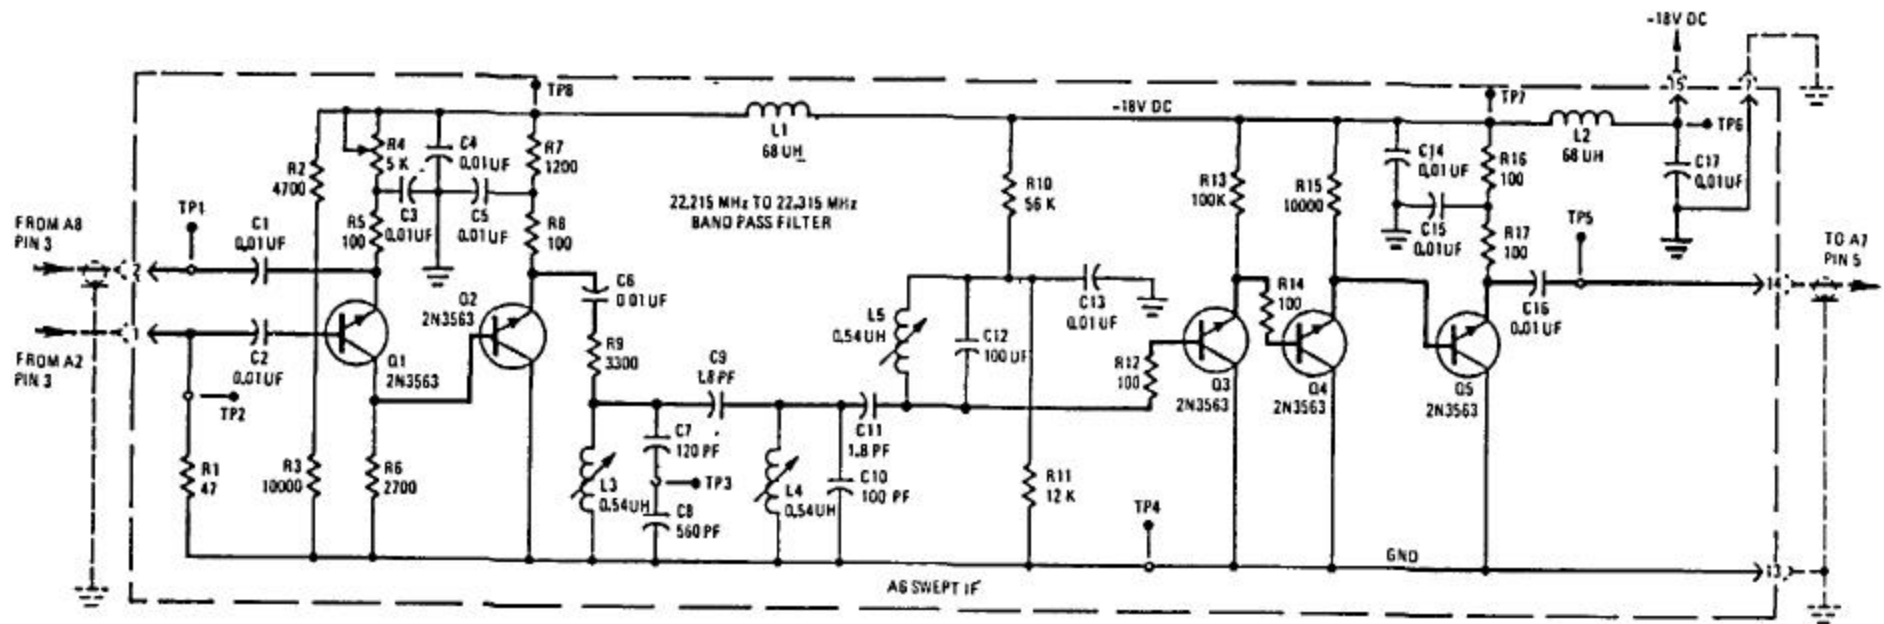 -18V DC
15
7
TP8
TP7
-18V DC
L1
68 UH
L2
68 UH
TP6
R4
5 K
C4
0.01UF
R7
1200
R2
4700
R10
56 K
R13
100K
R15
10000
C14
0.01UF
R16
100
C17
0.01UF
22.215 MHz TO 22.315 MHz
BAND PASS FILTER
TP1
C1
0.01UF
R5
100
C3
0.01UF
C5
0.01UF
R8
100
C15
0.01UF
R17
100
TP5
FROM A8
PIN 3
2
TO A7
PIN 5
14
C16
0.01UF
C6
0.01UF
Q2
2N3563
C13
0.01UF
R14
100
L5
0.54UH
C12
100UF
1
FROM A2
PIN 3
C2
0.01UF
Q1
2N3563
R9
3300
C9
1.8 PF
R12
100
Q3
2N3563
Q4
2N3563
Q5
2N3563
TP2
C7
120 PF
C11
1.8 PF
R1
47
R3
10000
R6
2700
L3
0.54UH
TP3
C8
560 PF
L4
0.54UH
C10
100 PF
R11
12 K
TP4
GND
13
A6 SWEPT IF